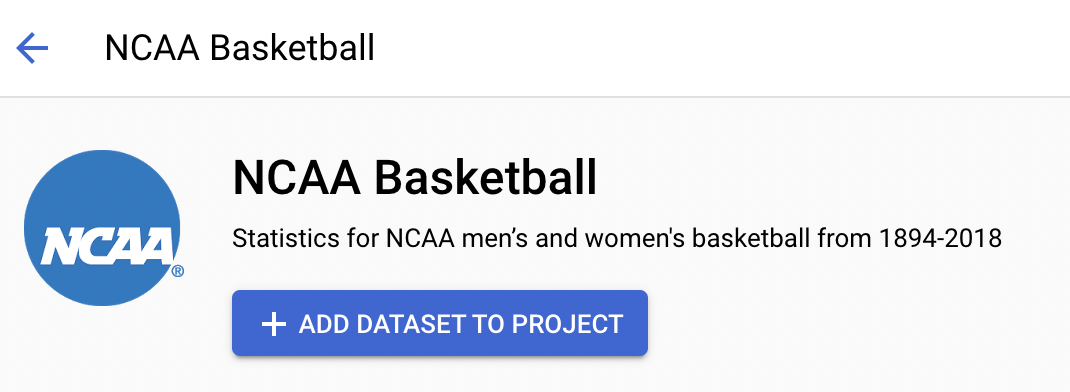 NCAA Basketball
NCAA Basketball
NCAA®
Statistics for NCAA men’s and women's basketball from 1894-2018
+ ADD DATASET TO PROJECT